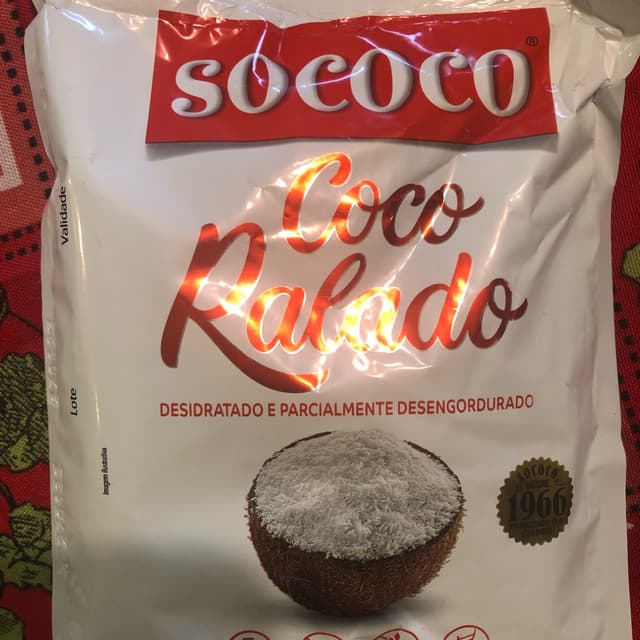 SOCOCO®
Coco
Ralado
DESIDRATADO E PARCIALMENTE DESENGORDURADO
Validade
Lote
Imagem ilustrativa
SOCOCO
1966